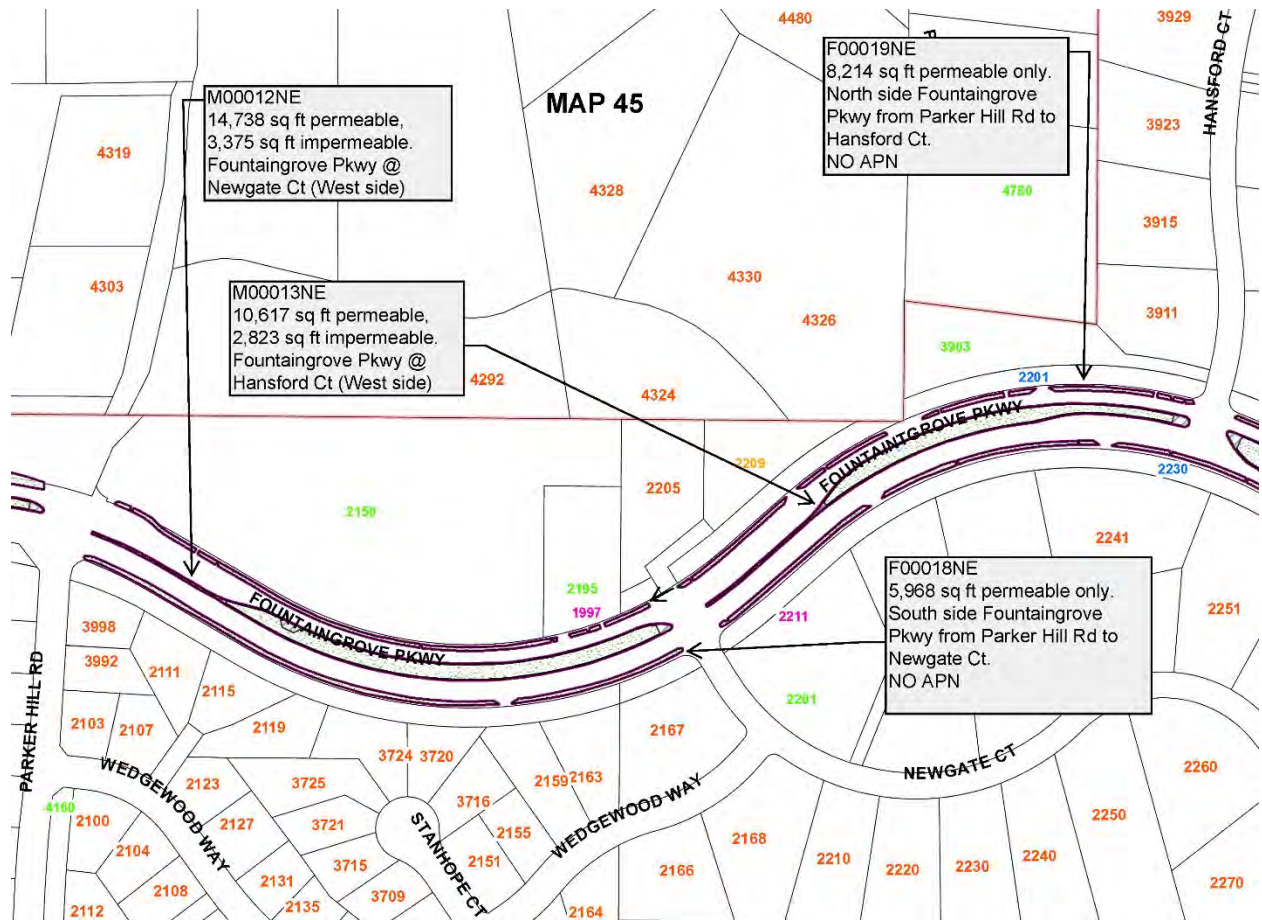 4480
3929
HANSFORD CT
F00019NE
8,214 sq ft permeable only.
North side Fountaingrove
Pkwy from Parker Hill Rd to
Hansford Ct.
NO APN
M00012NE
14,738 sq ft permeable,
3,375 sq ft impermeable.
Fountaingrove Pkwy @
Newgate Ct (West side)
MAP 45
3923
4319
4328
4780
3915
4303
4330
M00013NE
10,617 sq ft permeable,
2,823 sq ft impermeable.
Fountaingrove Pkwy @
Hansford Ct (West side)
4326
3911
3903
4292
4324
2201
FOUNTAINTGROVE PKWY
2209
2205
2230
2150
2241
F00018NE
5,968 sq ft permeable only.
South side Fountaingrove
Pkwy from Parker Hill Rd to
Newgate Ct.
NO APN
2195
1997
2211
2251
FOUNTAINGROVE PKWY
3998
3992
2111
2115
2201
PARKER HILL RD
2103
2107
2119
3724
3720
2167
WEDGEWOOD WAY
2123
3725
2159
2163
NEWGATE CT
2260
4160
2100
2127
3721
3716
2155
WEDGEWOOD WAY
2250
2104
STANHOPE CT
2168
2151
3715
2210
2220
2230
2240
2166
2108
2131
3709
2270
2112
2135
2164